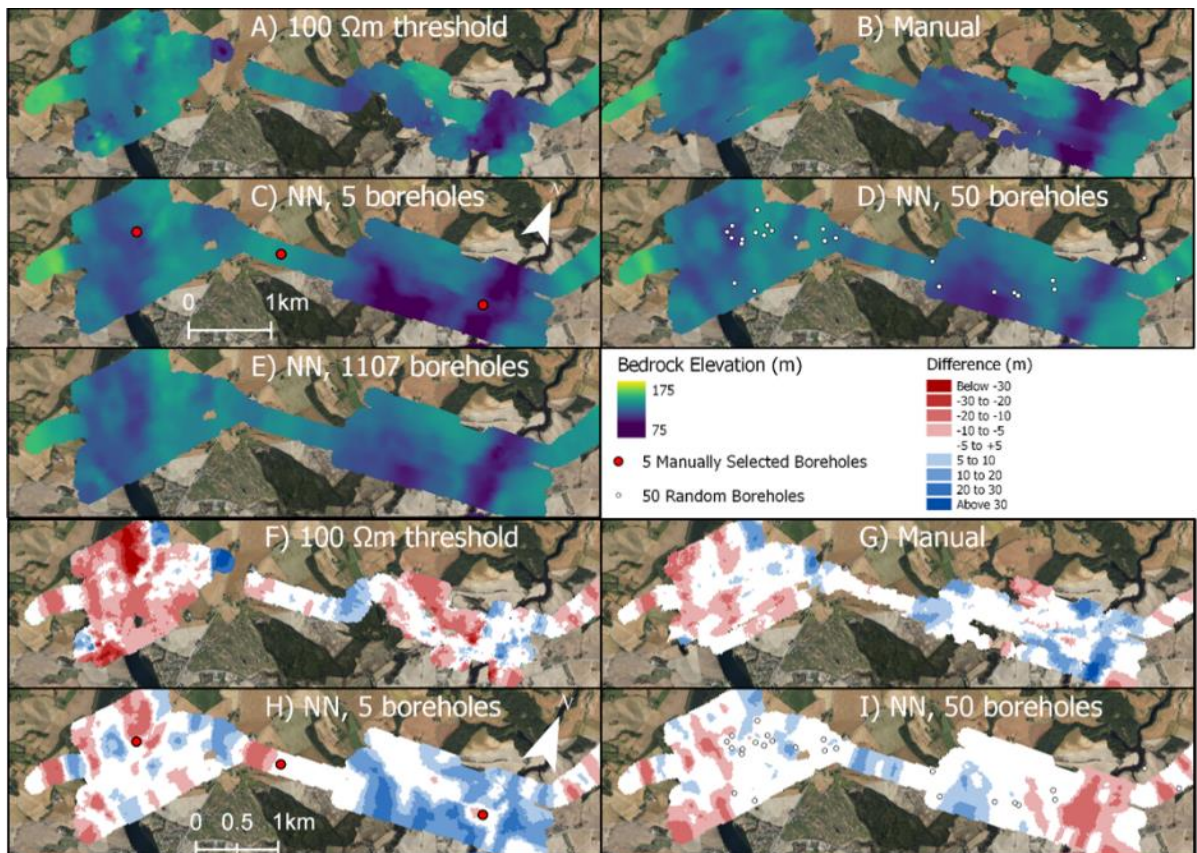 A) 100 Ωm threshold
B) Manual
C) NN, 5 boreholes
N
0
1km
D) NN, 50 boreholes
E) NN, 1107 boreholes
Bedrock Elevation (m)
175
75
5 Manually Selected Boreholes
50 Random Boreholes
Difference (m)
Below -30
-30 to -20
-20 to -10
-10 to -5
-5 to +5
5 to 10
10 to 20
20 to 30
Above 30
F) 100 Ωm threshold
G) Manual
H) NN, 5 boreholes
N
0 0.5 1km
I) NN, 50 boreholes